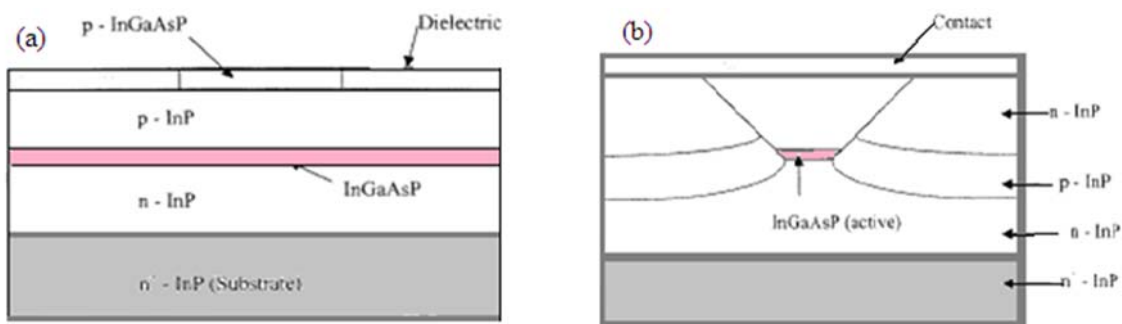 (a)
p - InGaAsP
Dielectric
p - InP
InGaAsP
n - InP
n⁺ - InP (Substrate)
(b)
Contact
n - InP
p - InP
InGaAsP (active)
n - InP
n⁺ - InP